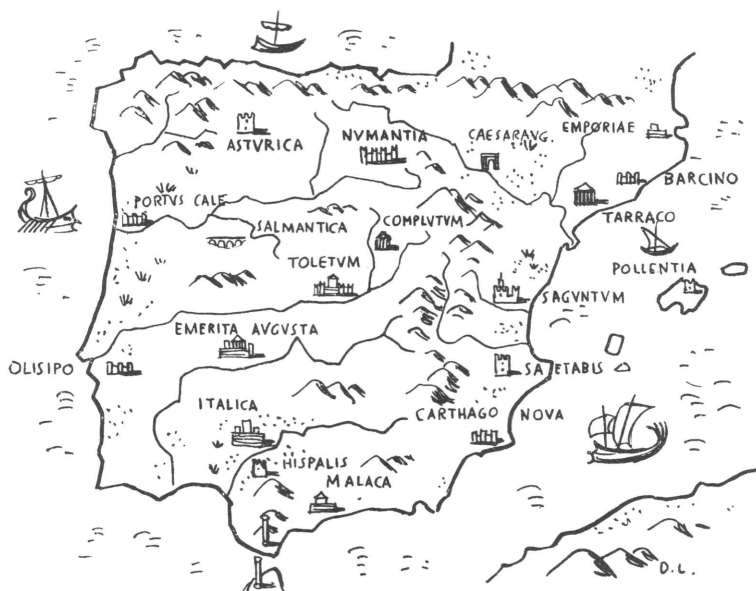 ASTVRICA
NVMANTIA
CAESARAVG.
EMPORIAE
BARCINO
TARRACO
PORTVS CALE
SALMANTICA
COMPLVTVM
TOLETVM
POLLENTIA
SAGVNTVM
EMERITA AVGVSTA
OLISIPO
SAETABIS
ITALICA
CARTHAGO NOVA
HISPALIS
MALACA
D.L.